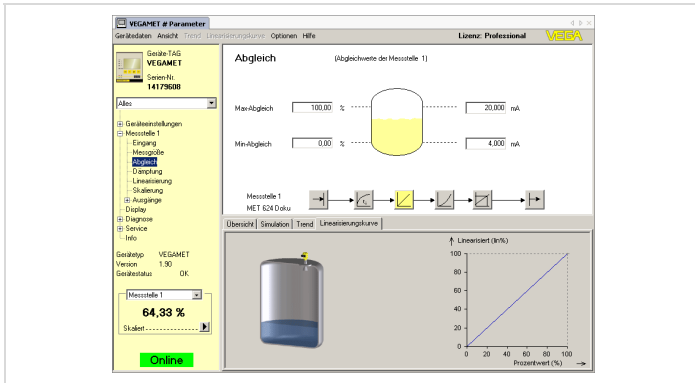 VEGAMET # Parameter
Gerätedaten Ansicht Trend Linearisierungskurve Optionen Hilfe
Lizenz: Professional
VEGA
Geräte-TAG
VEGAMET
Serien-Nr.
14179608
Alles
Geräteeinstellungen
Messstelle 1
Eingang
Messgröße
Abgleich
Dämpfung
Linearisierung
Skalierung
Ausgänge
Display
Diagnose
Service
Info
Gerätetyp VEGAMET
Version 1.90
Gerätestatus OK
Messstelle 1
64,33 %
Skaliert
Online
Abgleich
(Abgleichwerte der Messstelle 1)
Max-Abgleich 100,00 % 20,000 mA
Min-Abgleich 0,00 % 4,000 mA
Messstelle 1
MET 624 Doku
Übersicht Simulation Trend Linearisierungskurve
Linearisiert (lin%)
100
80
60
40
20
0
0 20 40 60 80 100
Prozentwert (%)